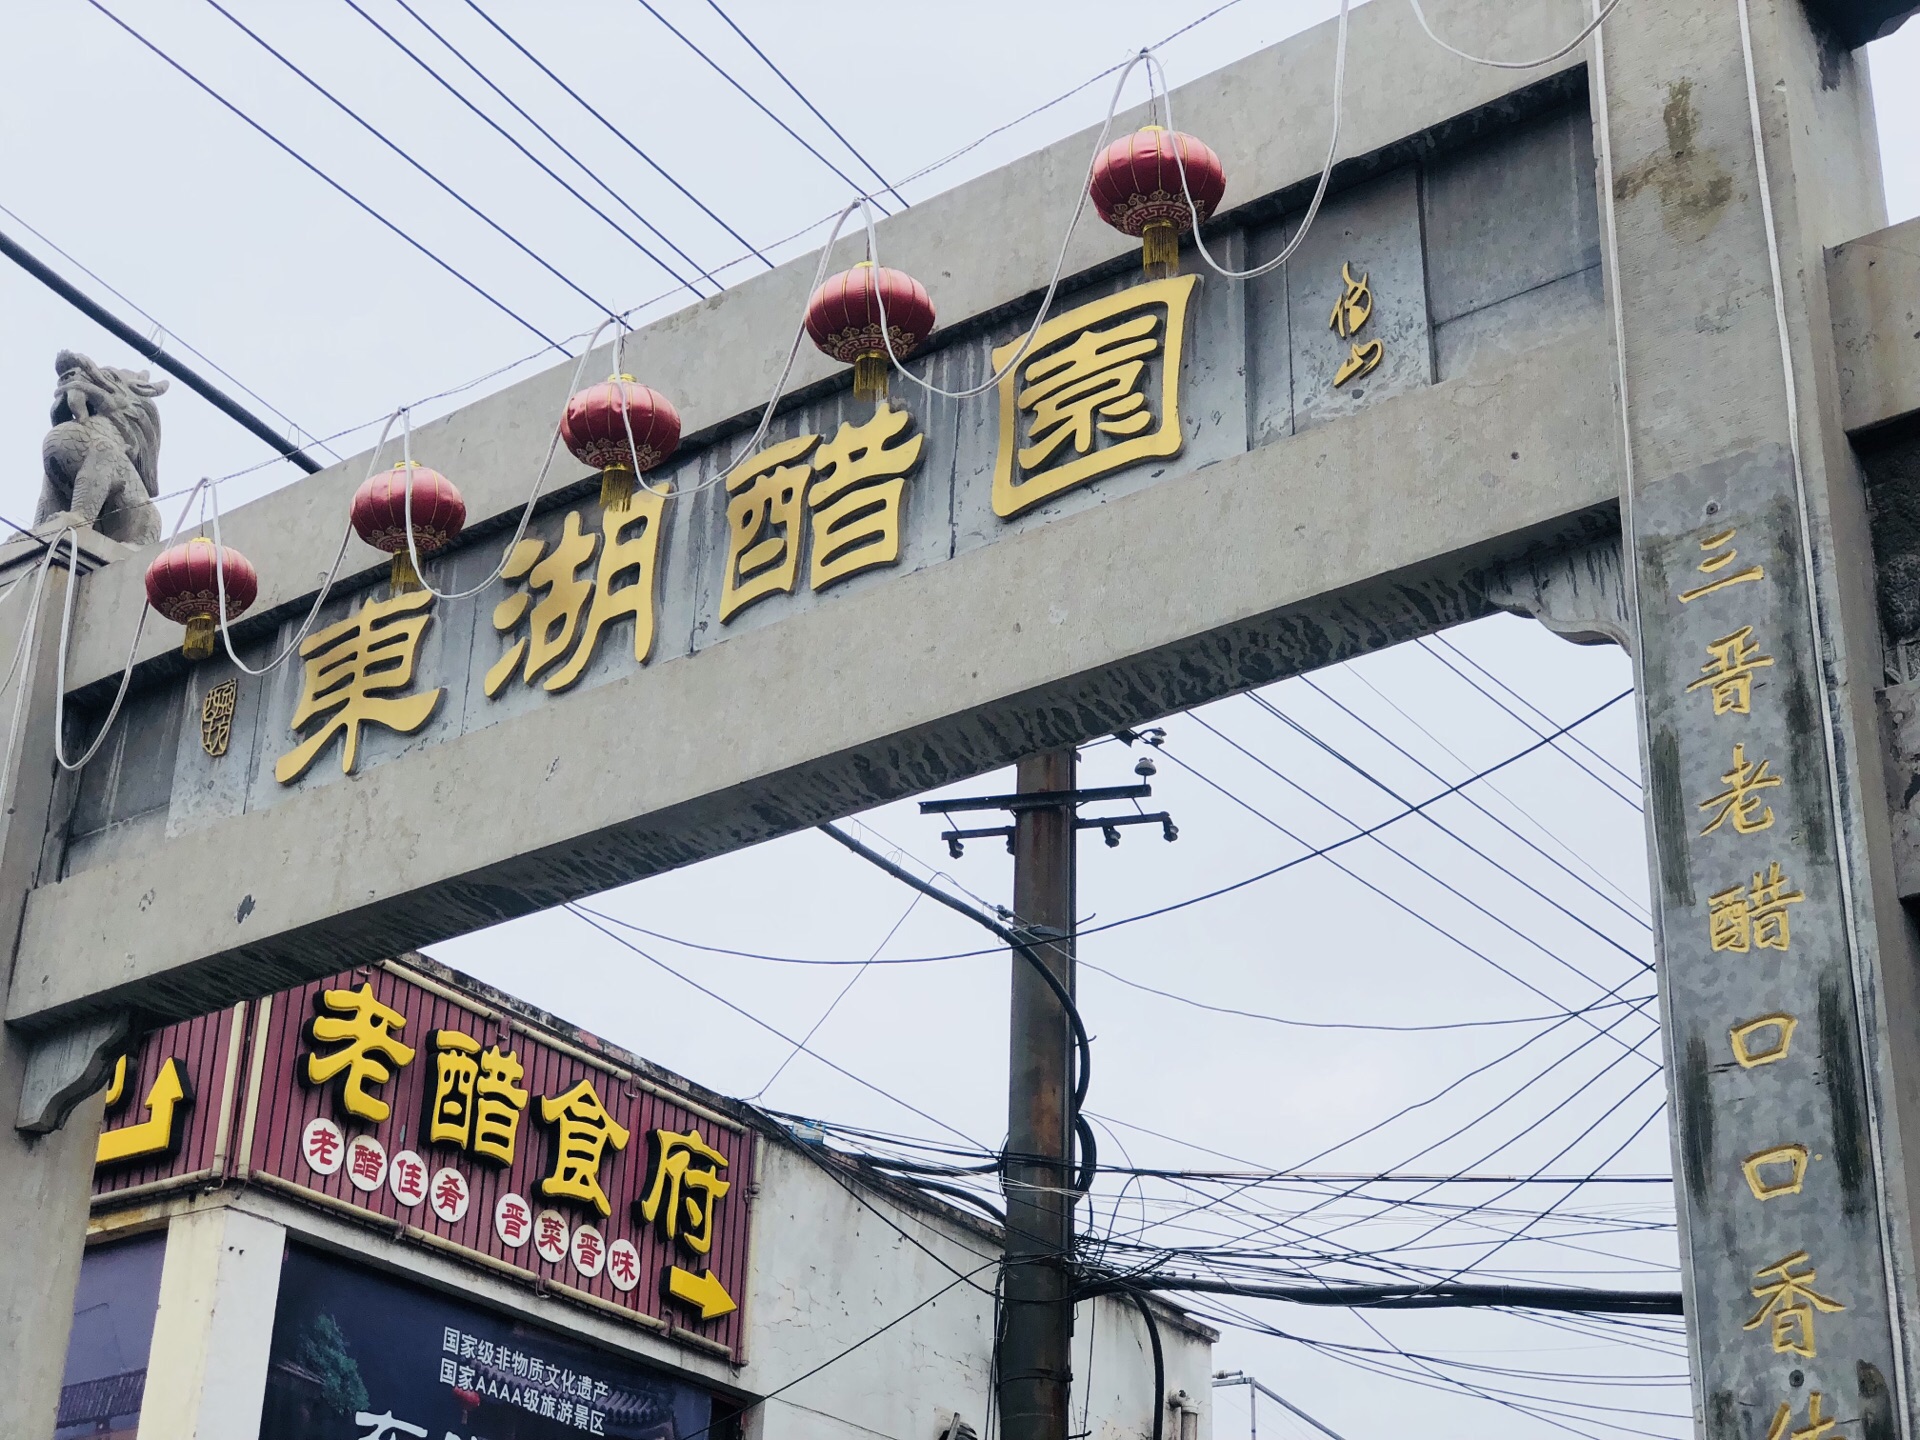 東湖醋園
傅山
三晋老醋口口香
老醋食府
老醋佳肴 晋菜晋味
国家级非物质文化遗产
国家AAAA级旅游景区